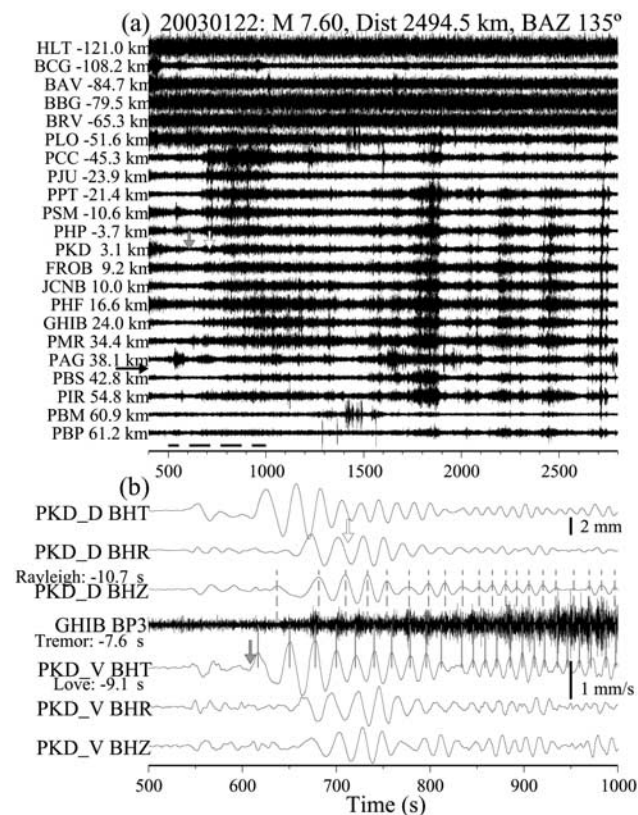 (a) 20030122: M 7.60, Dist 2494.5 km, BAZ 135º
HLT -121.0 km
BCG -108.2 km
BAV -84.7 km
BBG -79.5 km
BRV -65.3 km
PLO -51.6 km
PCC -45.3 km
PJU -23.9 km
PPT -21.4 km
PSM -10.6 km
PHP -3.7 km
PKD 3.1 km
FROB 9.2 km
JCNB 10.0 km
PHF 16.6 km
GHIB 24.0 km
PMR 34.4 km
PAG 38.1 km
PBS 42.8 km
PIR 54.8 km
PBM 60.9 km
PBP 61.2 km
500 1000 1500 2000 2500
(b)
PKD_D BHT
2 mm
PKD_D BHR
Rayleigh: -10.7 s
PKD_D BHZ
GHIB BP3
Tremor: -7.6 s
PKD_V BHT
Love: -9.1 s
1 mm/s
PKD_V BHR
PKD_V BHZ
500 600 700 800 900 1000
Time (s)